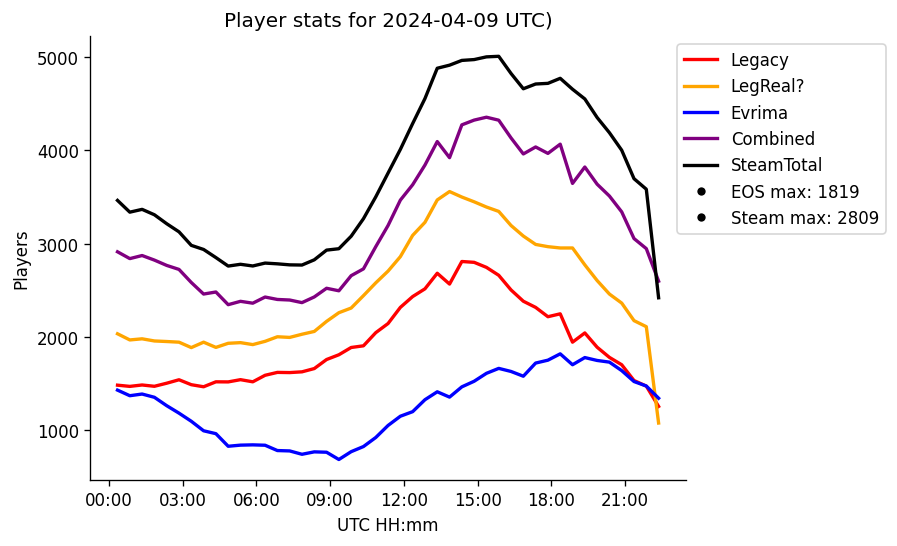 Player stats for 2024-04-09 UTC)
Legacy
LegReal?
Evrima
Combined
SteamTotal
EOS max: 1819
Steam max: 2809
Players
5000
4000
3000
2000
1000
00:00 03:00 06:00 09:00 12:00 15:00 18:00 21:00
UTC HH:mm